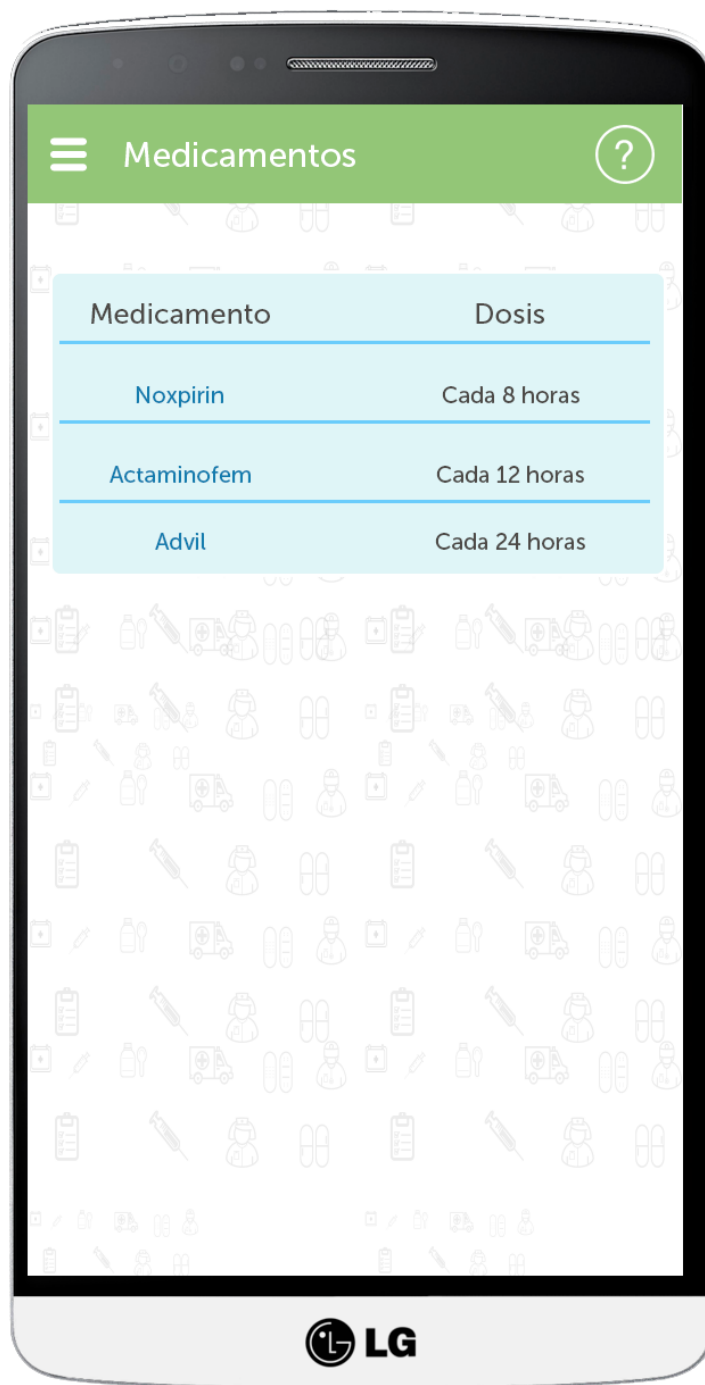 Medicamentos ?
Medicamento Dosis
Noxpirin Cada 8 horas
Actaminofem Cada 12 horas
Advil Cada 24 horas
LG